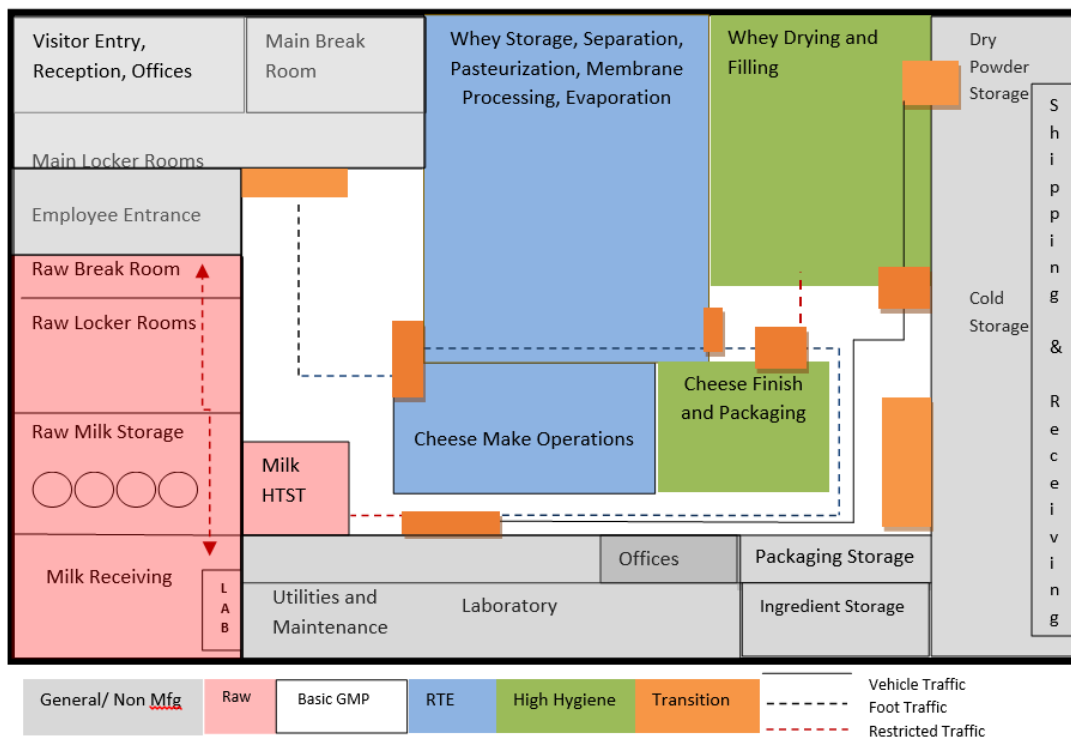 Visitor Entry,
Reception, Offices
Main Break
Room
Main Locker Rooms
Employee Entrance
Raw Break Room
Raw Locker Rooms
Raw Milk Storage
Milk Receiving
L
A
B
Milk
HTST
Whey Storage, Separation,
Pasteurization, Membrane
Processing, Evaporation
Whey Drying and
Filling
Dry
Powder
Storage
Cold
Storage
S
h
i
p
p
i
n
g
&
R
e
c
e
i
v
i
n
g
Cheese Make Operations
Cheese Finish
and Packaging
Utilities and
Maintenance
Laboratory
Offices
Packaging Storage
Ingredient Storage
General/ Non Mfg
Raw
Basic GMP
RTE
High Hygiene
Transition
Vehicle Traffic
Foot Traffic
Restricted Traffic